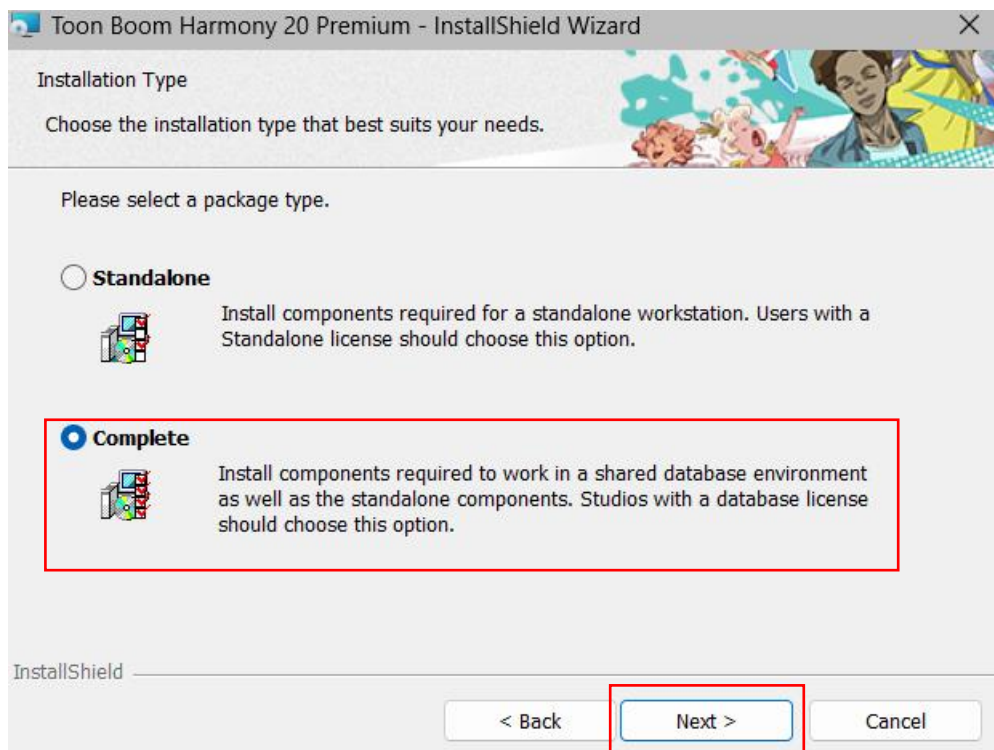 Toon Boom Harmony 20 Premium - InstallShield Wizard
Installation Type
Choose the installation type that best suits your needs.
Please select a package type.
Standalone
Install components required for a standalone workstation. Users with a
Standalone license should choose this option.
Complete
Install components required to work in a shared database environment
as well as the standalone components. Studios with a database license
should choose this option.
InstallShield
< Back
Next >
Cancel